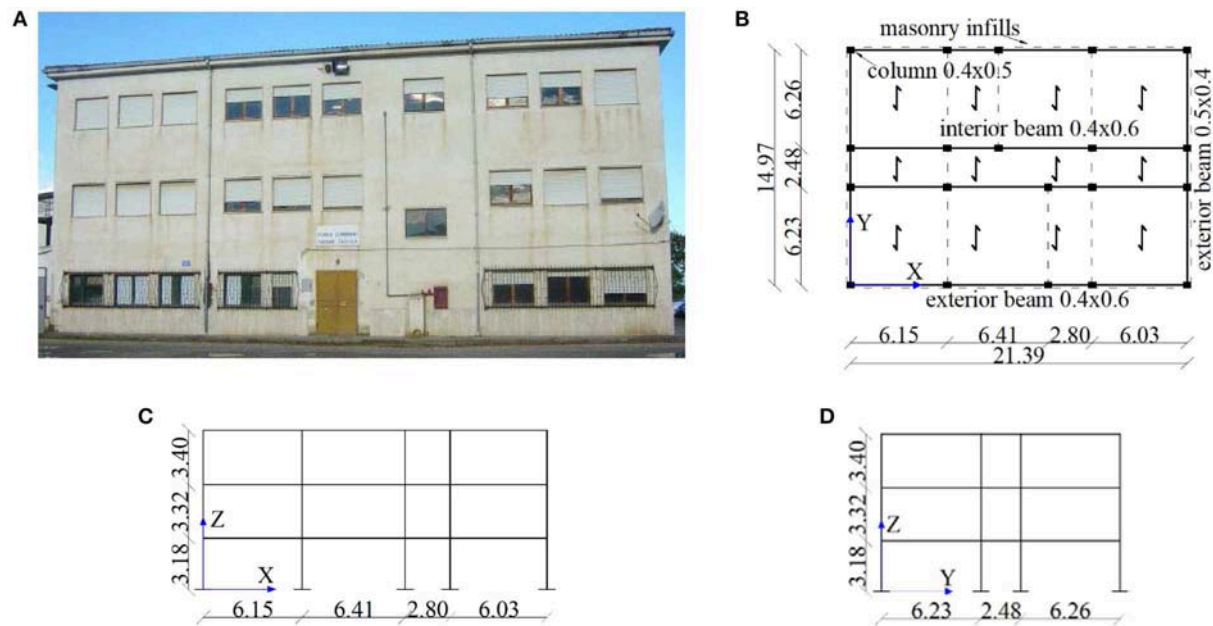 A
B
masonry infills
column 0.4x0.5
interior beam 0.4x0.6
exterior beam 0.5x0.4
exterior beam 0.4x0.6
14.97
6.26
2.48
6.23
Y
X
6.15 6.41 2.80 6.03
21.39
C
3.40
3.32
3.18
Z
X
6.15 6.41 2.80 6.03
D
3.40
3.32
3.18
Z
Y
6.23 2.48 6.26